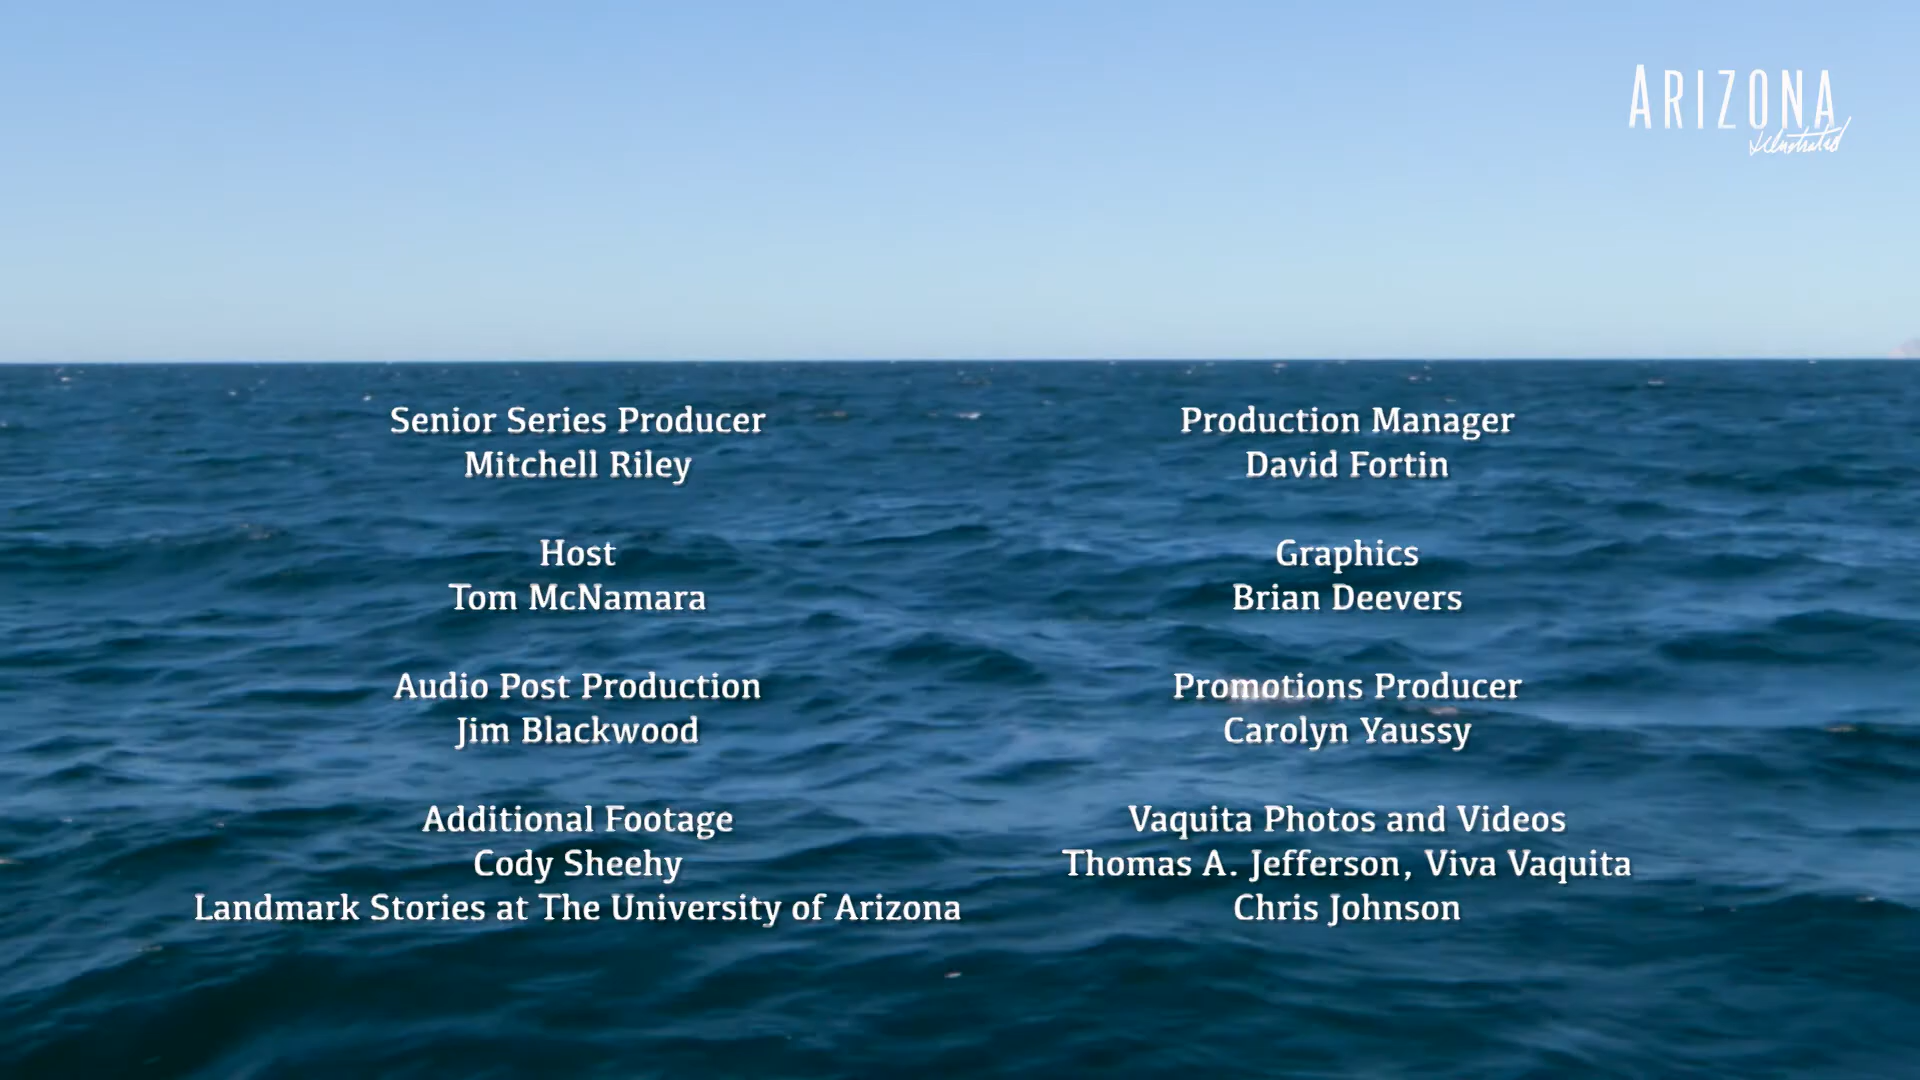 ARIZONA
Illustrated
Senior Series Producer
Mitchell Riley
Host
Tom McNamara
Audio Post Production
Jim Blackwood
Additional Footage
Cody Sheehy
Landmark Stories at The University of Arizona
Production Manager
David Fortin
Graphics
Brian Deevers
Promotions Producer
Carolyn Yaussy
Vaquita Photos and Videos
Thomas A. Jefferson, Viva Vaquita
Chris Johnson